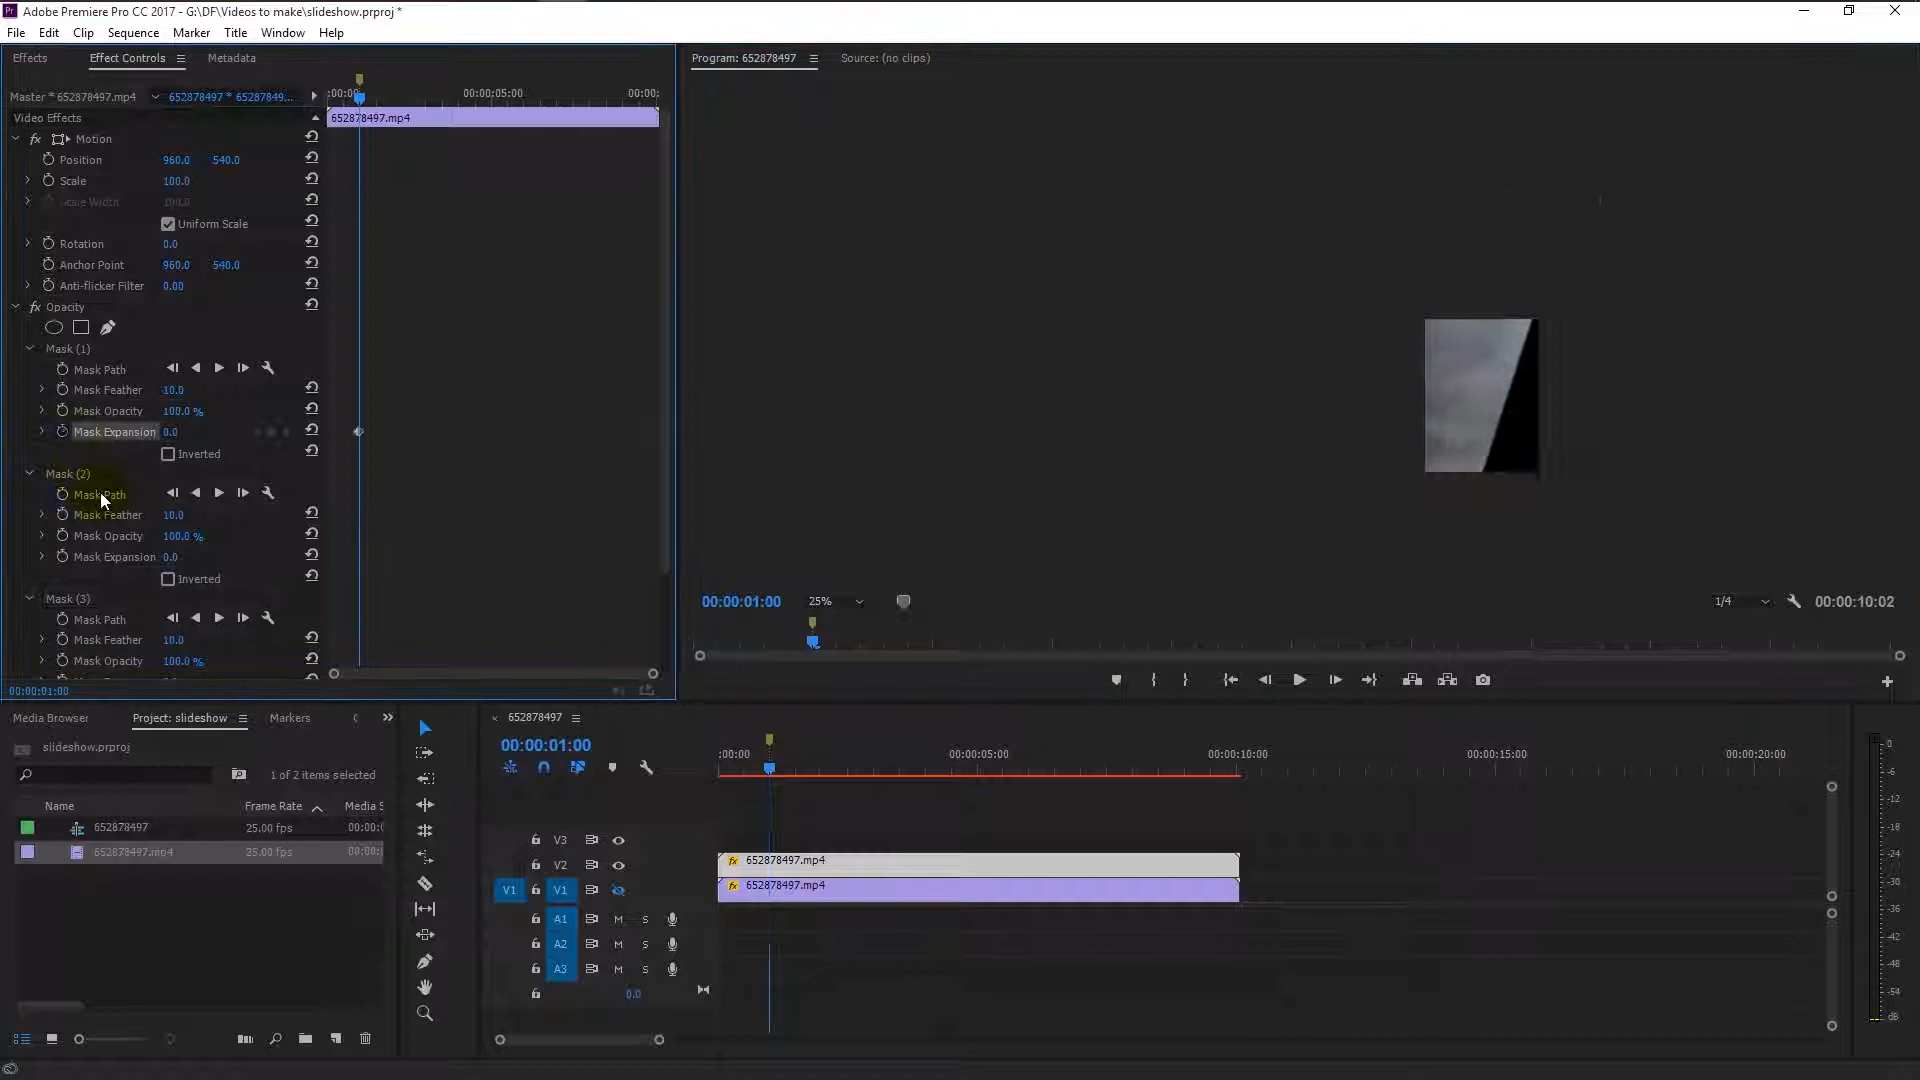 Pr Adobe Premiere Pro CC 2017 - G:\DF\Videos to make\slideshow.prproj *
File Edit Clip Sequence Marker Title Window Help
Effects Effect Controls Metadata
Program: 652878497 Source: (no clips)
Master * 652878497.mp4 652878497 * 65287849... :00:00 00:00:05:00 00:00:
Video Effects 652878497.mp4
fx Motion
Position 960.0 540.0
Scale 100.0
Scale Width 100.0
Uniform Scale
Rotation 0.0
Anchor Point 960.0 540.0
Anti-flicker Filter 0.00
fx Opacity
Mask (1)
Mask Path
Mask Feather 10.0
Mask Opacity 100.0 %
Mask Expansion 0.0
Inverted
Mask (2)
Mask Path
Mask Feather 10.0
Mask Opacity 100.0 %
Mask Expansion 0.0
Inverted
Mask (3)
Mask Path
Mask Feather 10.0
Mask Opacity 100.0 %
00:00:01:00
00:00:01:00 25% 1/4 00:00:10:02
Media Browser Project: slideshow Markers
slideshow.prproj
1 of 2 items selected
Name Frame Rate Media S
652878497 25.00 fps 00:00:0
652878497.mp4 25.00 fps 00:00:0
652878497
00:00:01:00
:00:00 00:00:05:00 00:00:10:00 00:00:15:00 00:00:20:00
V3
V2 fx 652878497.mp4
V1 V1 fx 652878497.mp4
A1 M S
A2 M S
A3 M S
0.0
0
-6
-12
-18
-24
-30
-36
-42
-48
-54
dB